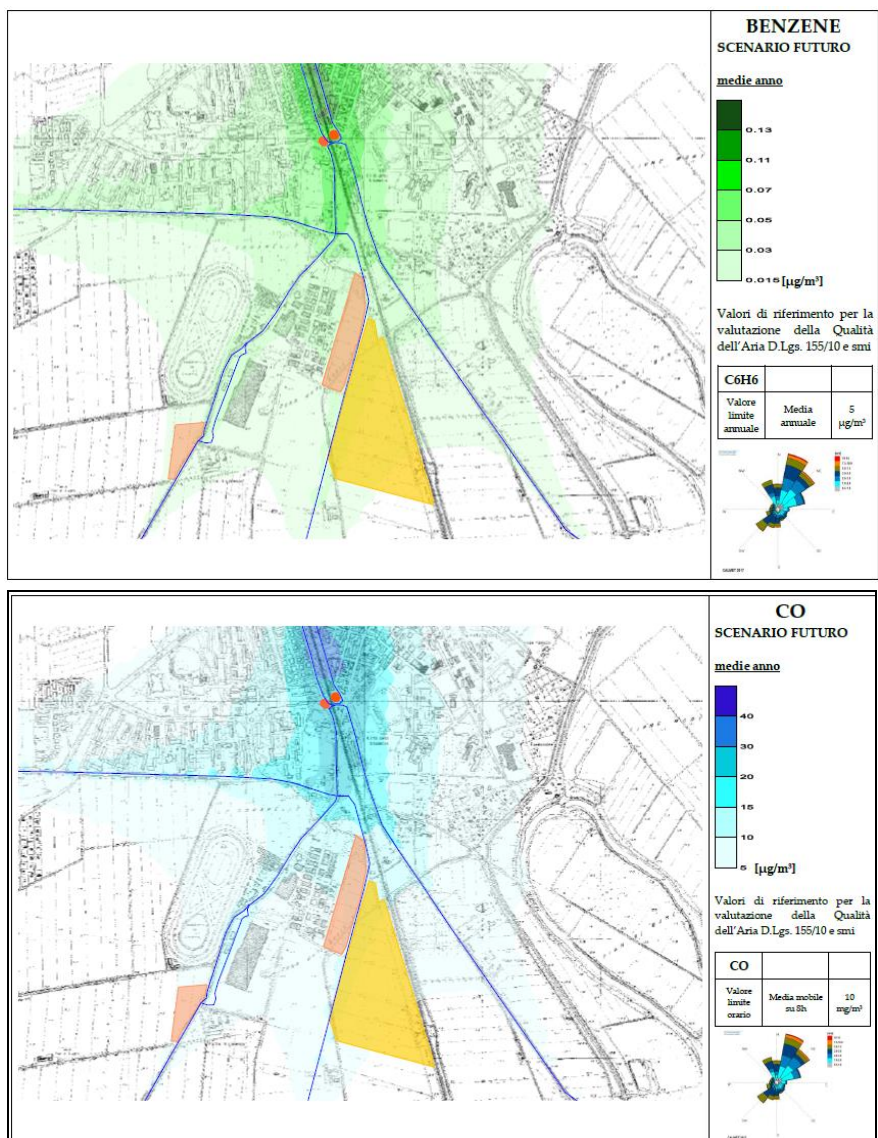 BENZENE
SCENARIO FUTURO
medie anno
0.13
0.11
0.07
0.05
0.03
0.015 [µg/m³]
Valori di riferimento per la
valutazione della Qualità
dell'Aria D.Lgs. 155/10 e smi
C6H6
Valore limite annuale
Media annuale
5 µg/m³
CO
SCENARIO FUTURO
medie anno
40
30
20
15
10
5 [µg/m³]
Valori di riferimento per la
valutazione della Qualità
dell'Aria D.Lgs. 155/10 e smi
CO
Valore limite orario
Media mobile su 8h
10 mg/m³